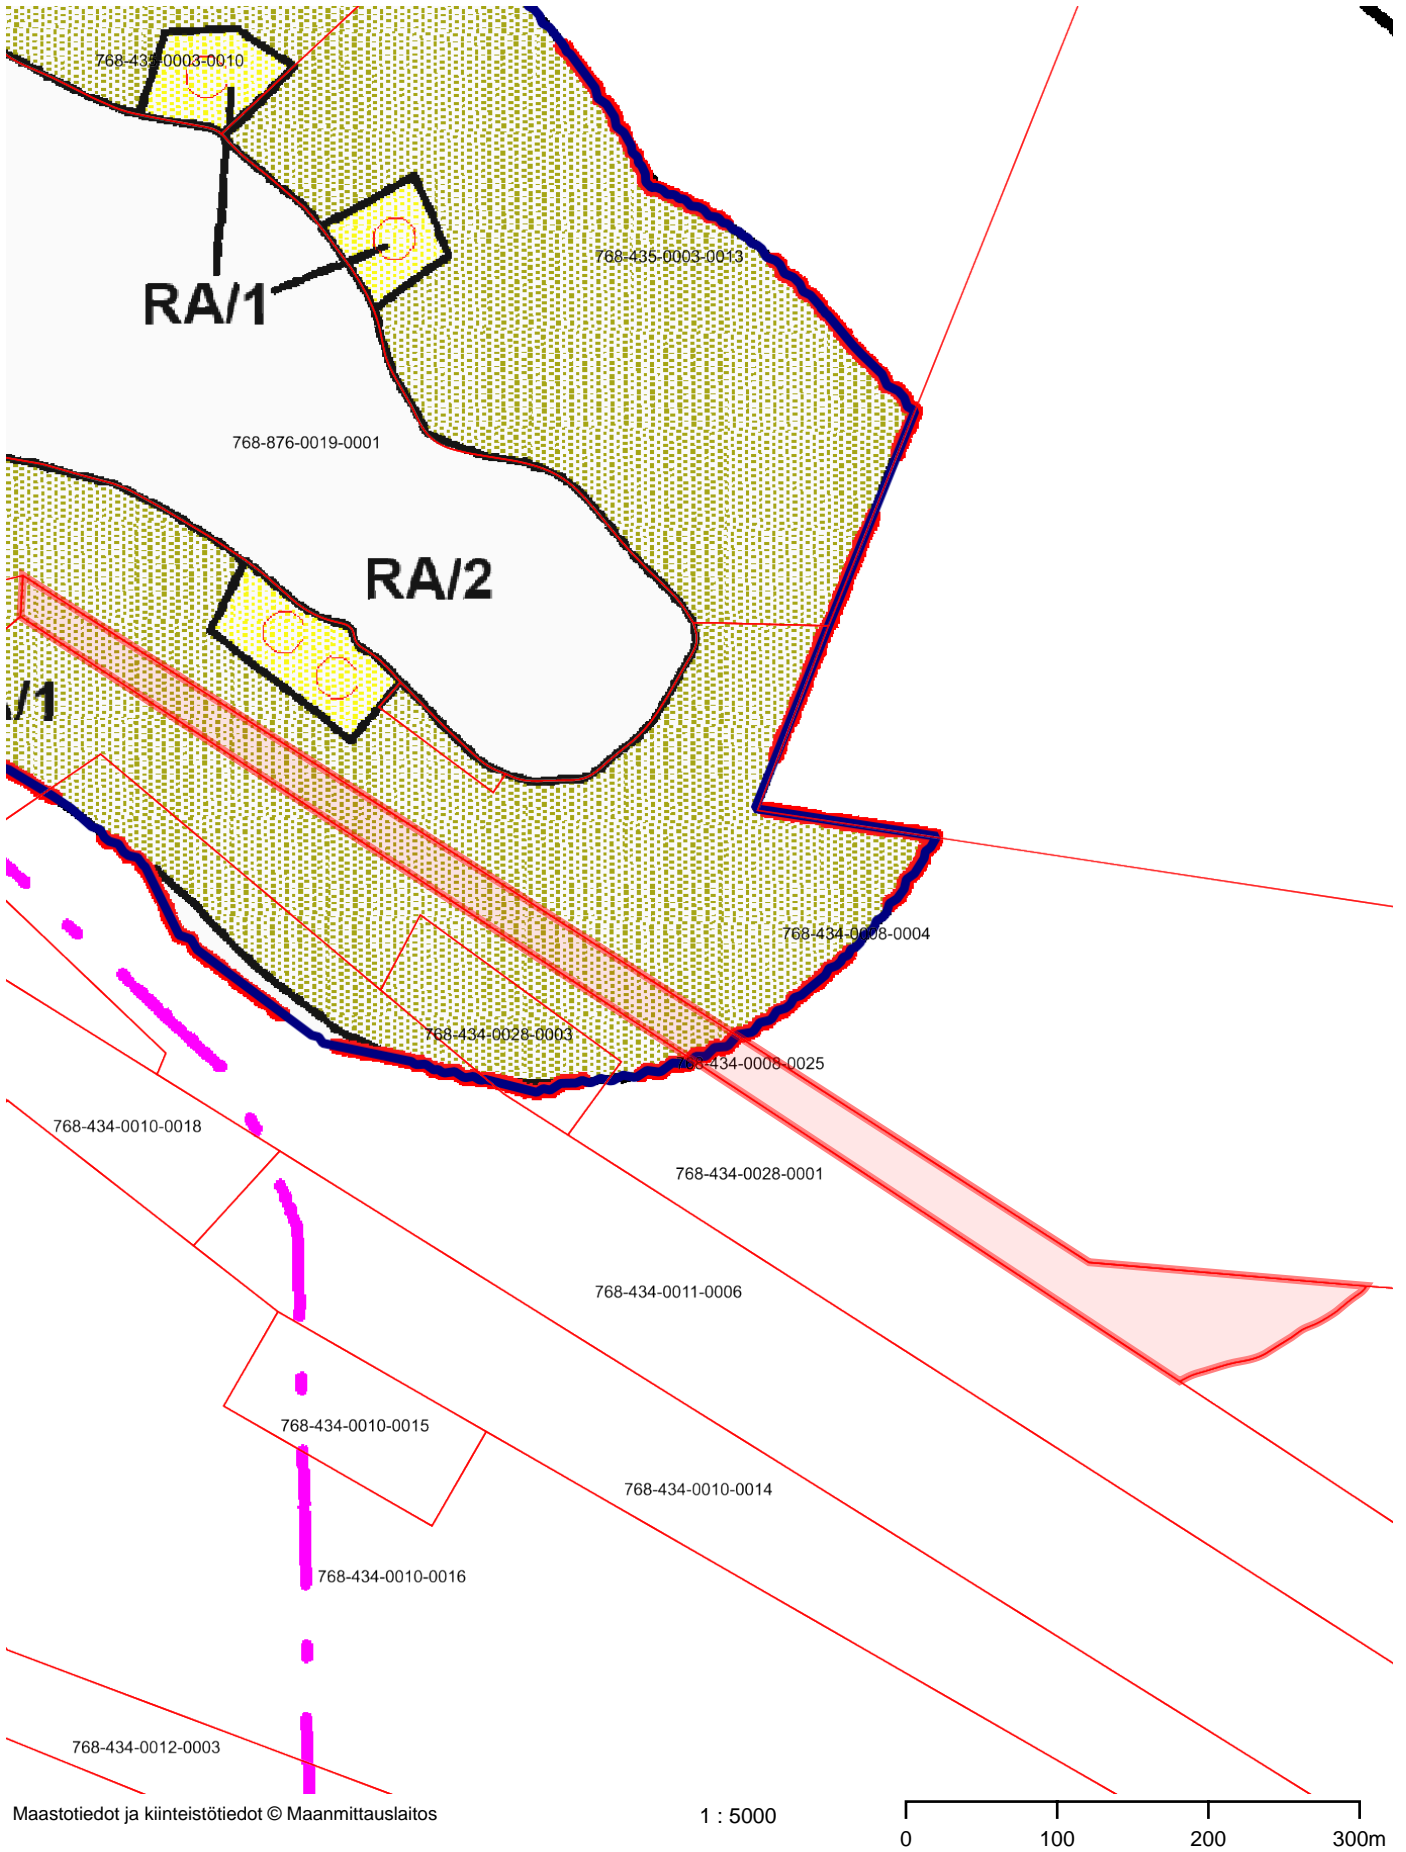 768-435-0003-0010
768-435-0003-0013
RA/1
768-876-0019-0001
RA/2
/1
768-434-0008-0004
768-434-0028-0003
768-434-0008-0025
768-434-0010-0018
768-434-0028-0001
768-434-0011-0006
768-434-0010-0015
768-434-0010-0014
768-434-0010-0016
768-434-0012-0003
Maastotiedot ja kiinteistötiedot © Maanmittauslaitos
1 : 5000
0 100 200 300m